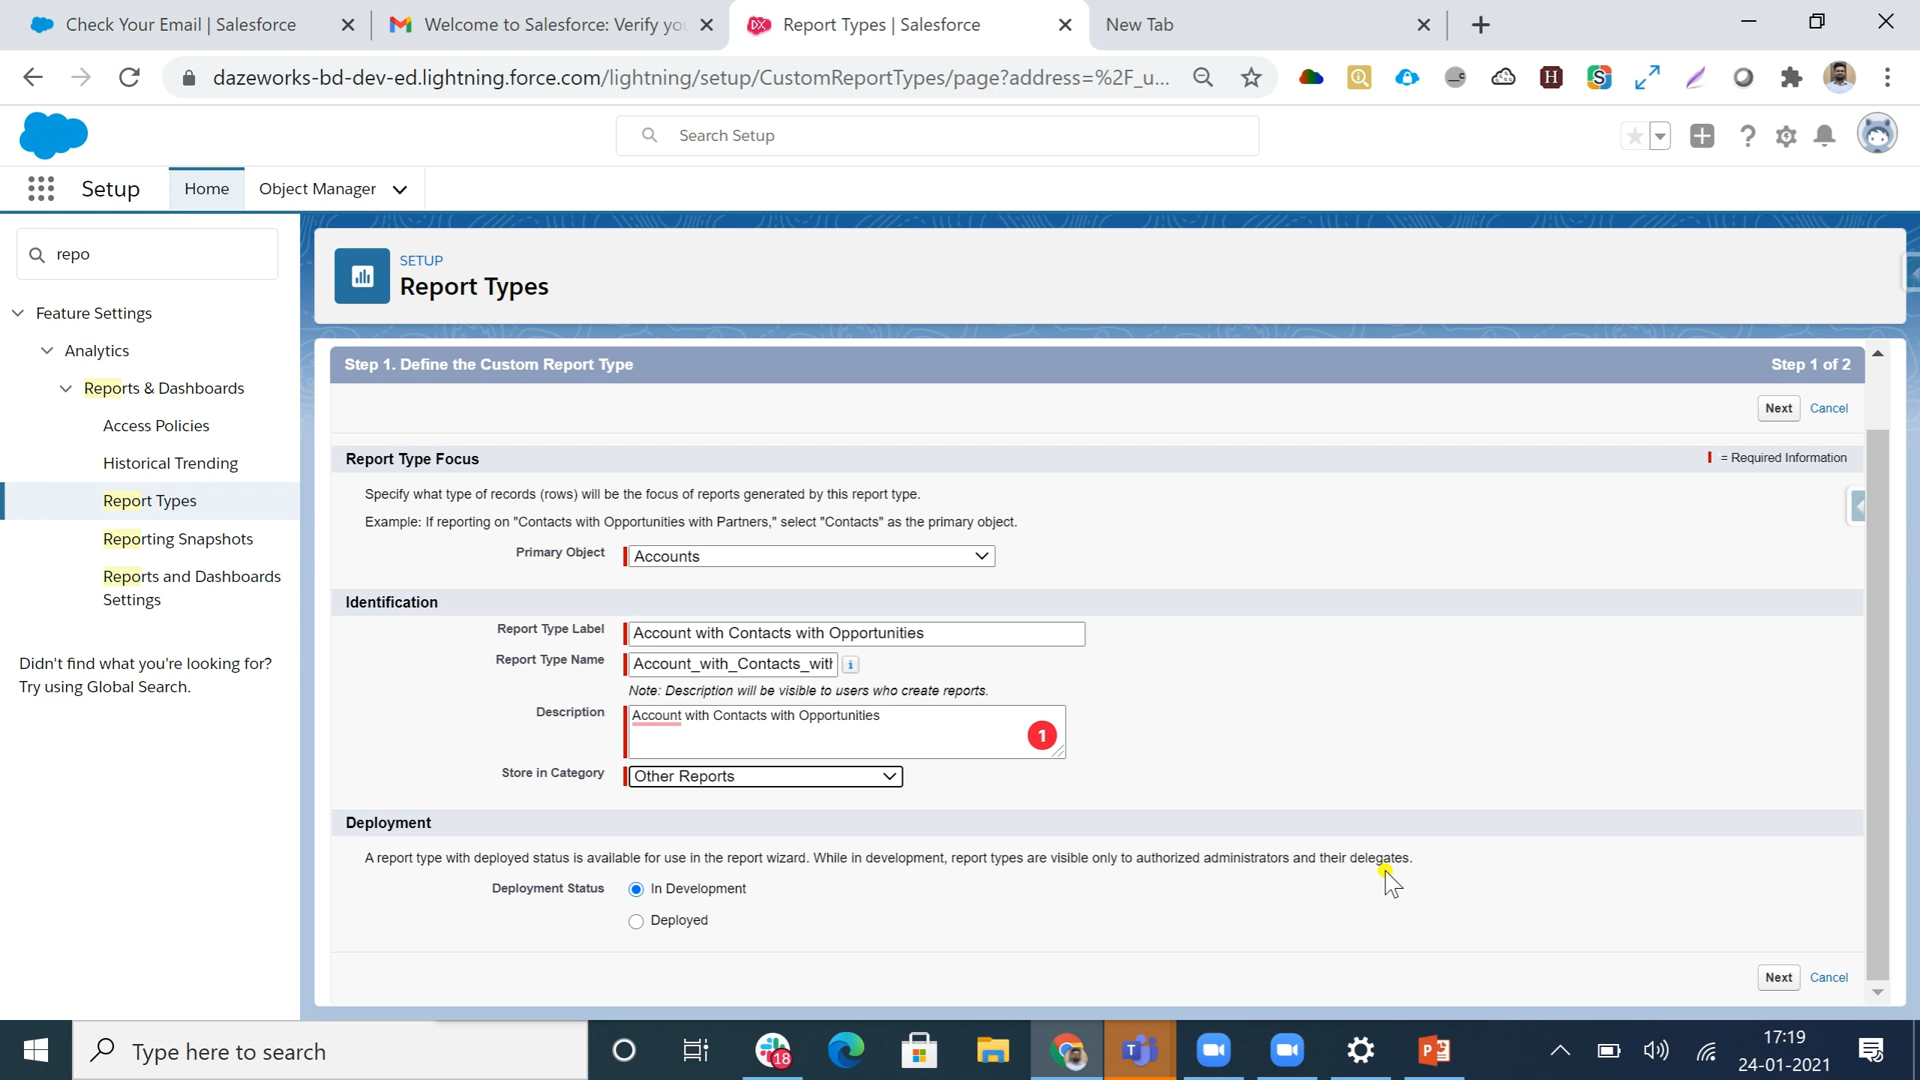 Check Your Email | Salesforce
Welcome to Salesforce: Verify yo
Report Types | Salesforce
New Tab
dazeworks-bd-dev-ed.lightning.force.com/lightning/setup/CustomReportTypes/page?address=%2F_u...
Search Setup
Setup
Home
Object Manager
repo
Feature Settings
Analytics
Reports & Dashboards
Access Policies
Historical Trending
Report Types
Reporting Snapshots
Reports and Dashboards
Settings
Didn't find what you're looking for?
Try using Global Search.
SETUP
Report Types
Step 1. Define the Custom Report Type
Step 1 of 2
Next
Cancel
Report Type Focus
= Required Information
Specify what type of records (rows) will be the focus of reports generated by this report type.
Example: If reporting on "Contacts with Opportunities with Partners," select "Contacts" as the primary object.
Primary Object
Accounts
Identification
Report Type Label
Account with Contacts with Opportunities
Report Type Name
Account_with_Contacts_with
i
Note: Description will be visible to users who create reports.
Description
Account with Contacts with Opportunities
1
Store in Category
Other Reports
Deployment
A report type with deployed status is available for use in the report wizard. While in development, report types are visible only to authorized administrators and their delegates.
Deployment Status
In Development
Deployed
Next
Cancel
Type here to search
18
17:19
24-01-2021